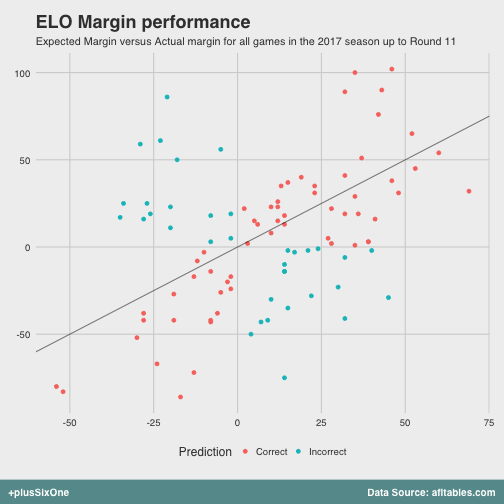 ELO Margin performance
Expected Margin versus Actual margin for all games in the 2017 season up to Round 11
100
50
0
-50
-50
-25
0
25
50
75
Prediction Correct Incorrect
+plusSixOne
Data Source: afltables.com